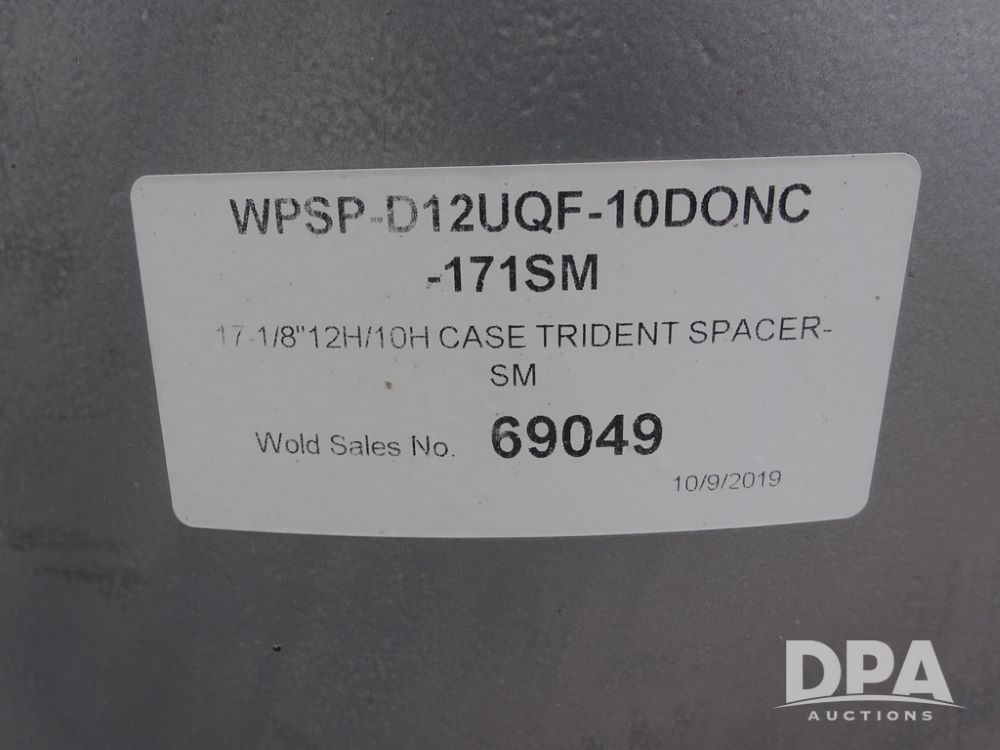 WPSP-D12UQF-10DONC
-171SM
17-1/8"12H/10H CASE TRIDENT SPACER-
SM
Wold Sales No. 69049
10/9/2019
DPA
AUCTIONS